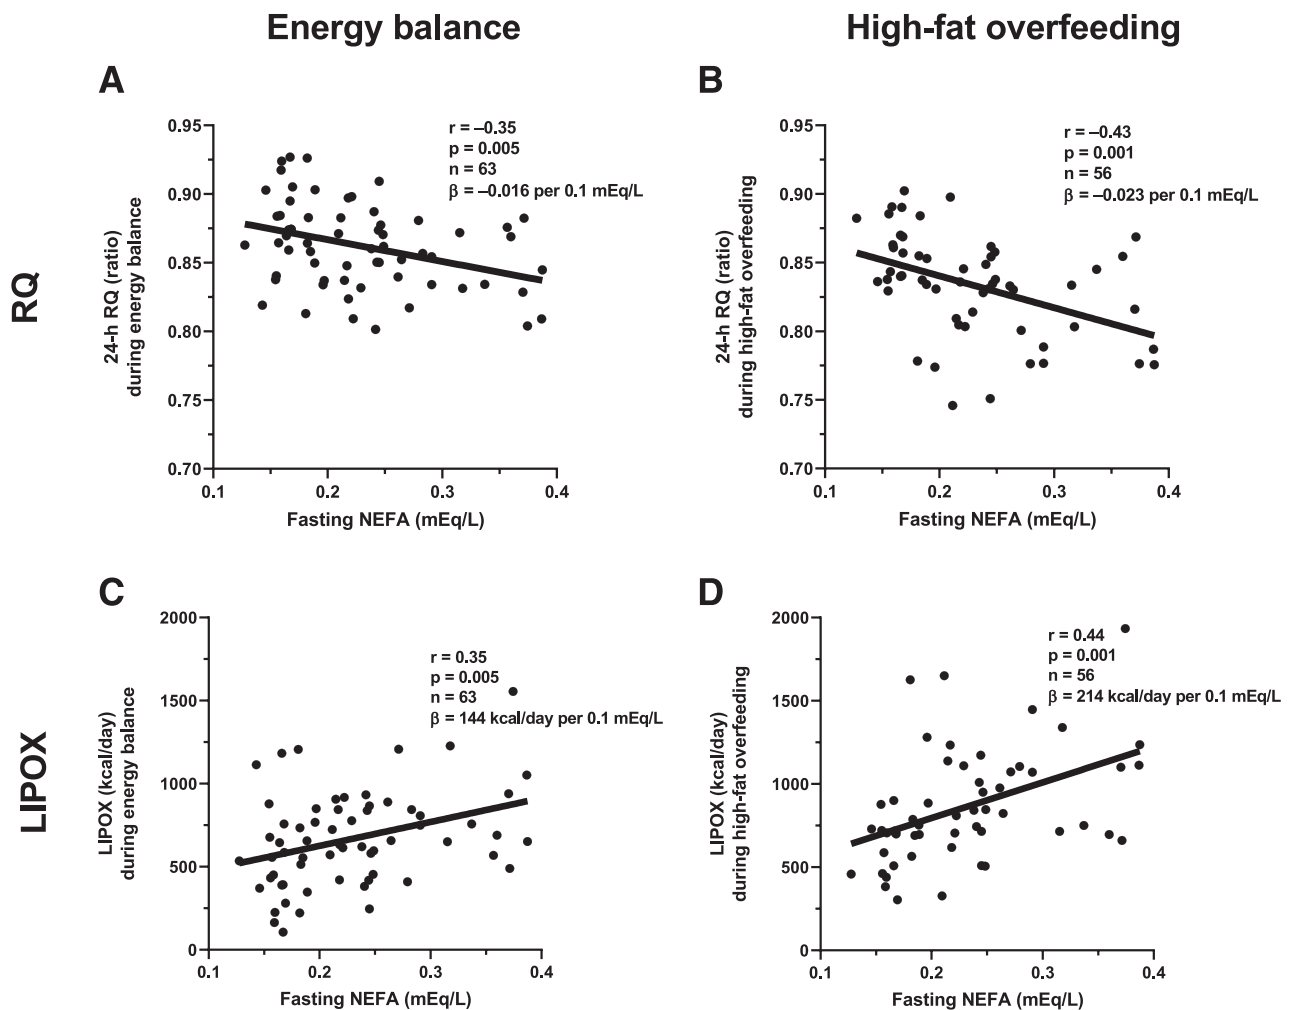 Energy balance
High-fat overfeeding
RQ
LIPOX
A
0.95
0.90
0.85
0.80
0.75
0.70
0.1
0.2
0.3
0.4
24-h RQ (ratio)
during energy balance
Fasting NEFA (mEq/L)
r = –0.35
p = 0.005
n = 63
β = –0.016 per 0.1 mEq/L
B
0.95
0.90
0.85
0.80
0.75
0.70
0.1
0.2
0.3
0.4
24-h RQ (ratio)
during high-fat overfeeding
Fasting NEFA (mEq/L)
r = –0.43
p = 0.001
n = 56
β = –0.023 per 0.1 mEq/L
C
2000
1500
1000
500
0
0.1
0.2
0.3
0.4
LIPOX (kcal/day)
during energy balance
Fasting NEFA (mEq/L)
r = 0.35
p = 0.005
n = 63
β = 144 kcal/day per 0.1 mEq/L
D
2000
1500
1000
500
0
0.1
0.2
0.3
0.4
LIPOX (kcal/day)
during high-fat overfeeding
Fasting NEFA (mEq/L)
r = 0.44
p = 0.001
n = 56
β = 214 kcal/day per 0.1 mEq/L